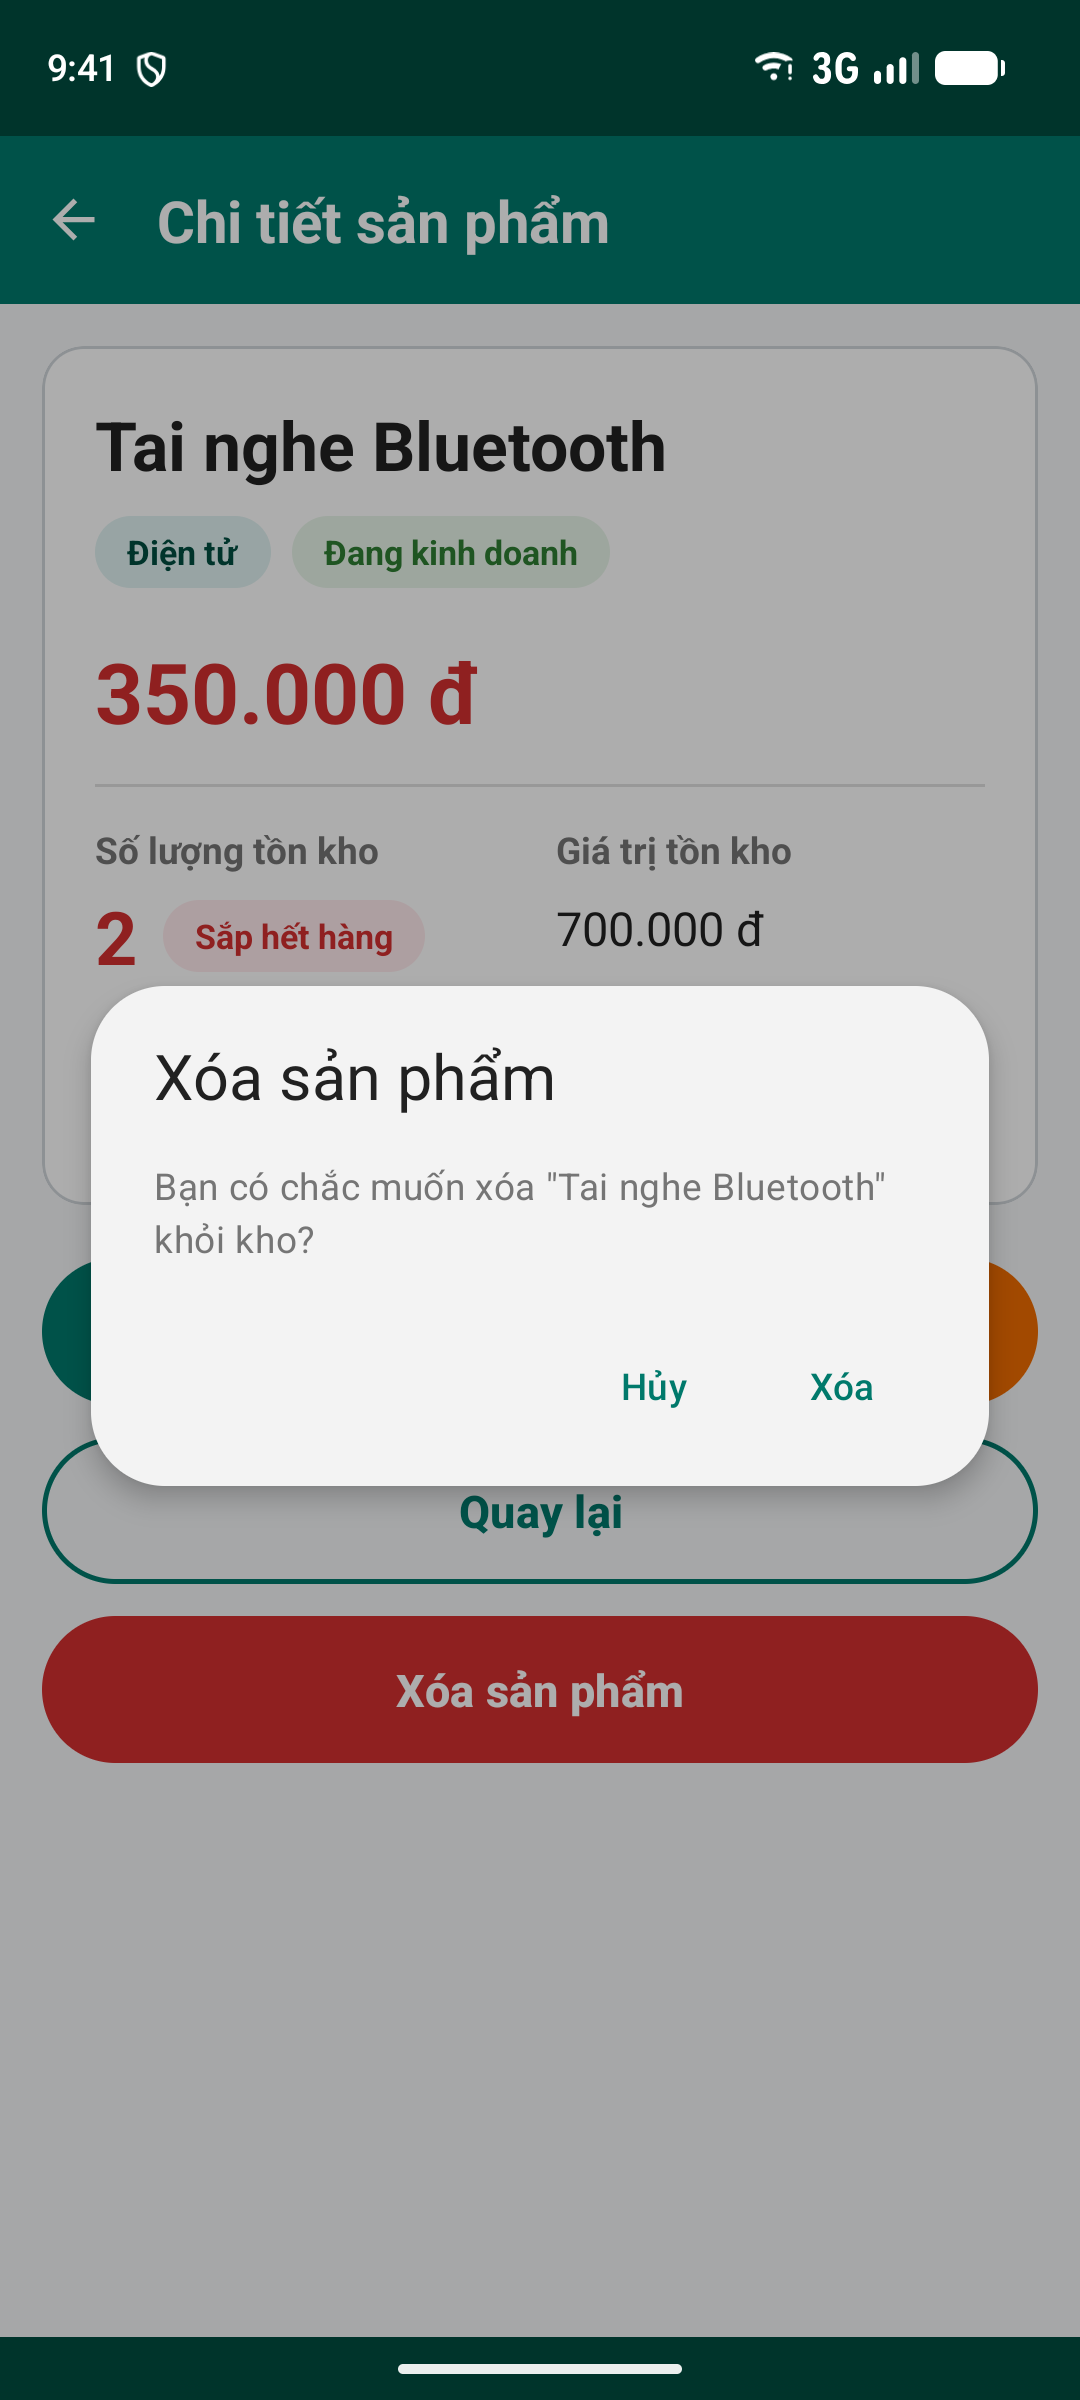 9:41
3G
Chi tiết sản phẩm
Tai nghe Bluetooth
Điện tử
Đang kinh doanh
350.000 đ
Số lượng tồn kho
Giá trị tồn kho
2
Sắp hết hàng
700.000 đ
Xóa sản phẩm
Bạn có chắc muốn xóa "Tai nghe Bluetooth"
khỏi kho?
Hủy
Xóa
Quay lại
Xóa sản phẩm